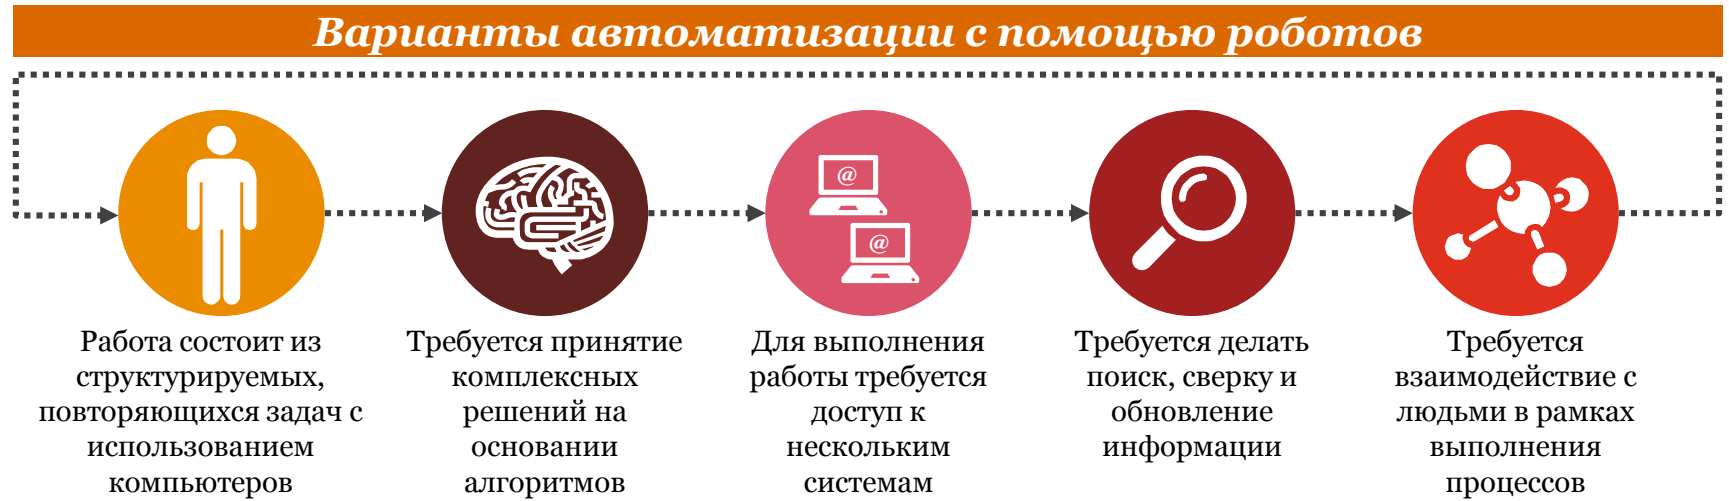 Варианты автоматизации с помощью роботов
@
@
Работа состоит из
структурируемых,
повторяющихся задач с
использованием
компьютеров
Требуется принятие
комплексных
решений на
основании
алгоритмов
Для выполнения
работы требуется
доступ к
нескольким
системам
Требуется делать
поиск, сверку и
обновление
информации
Требуется
взаимодействие с
людьми в рамках
выполнения
процессов